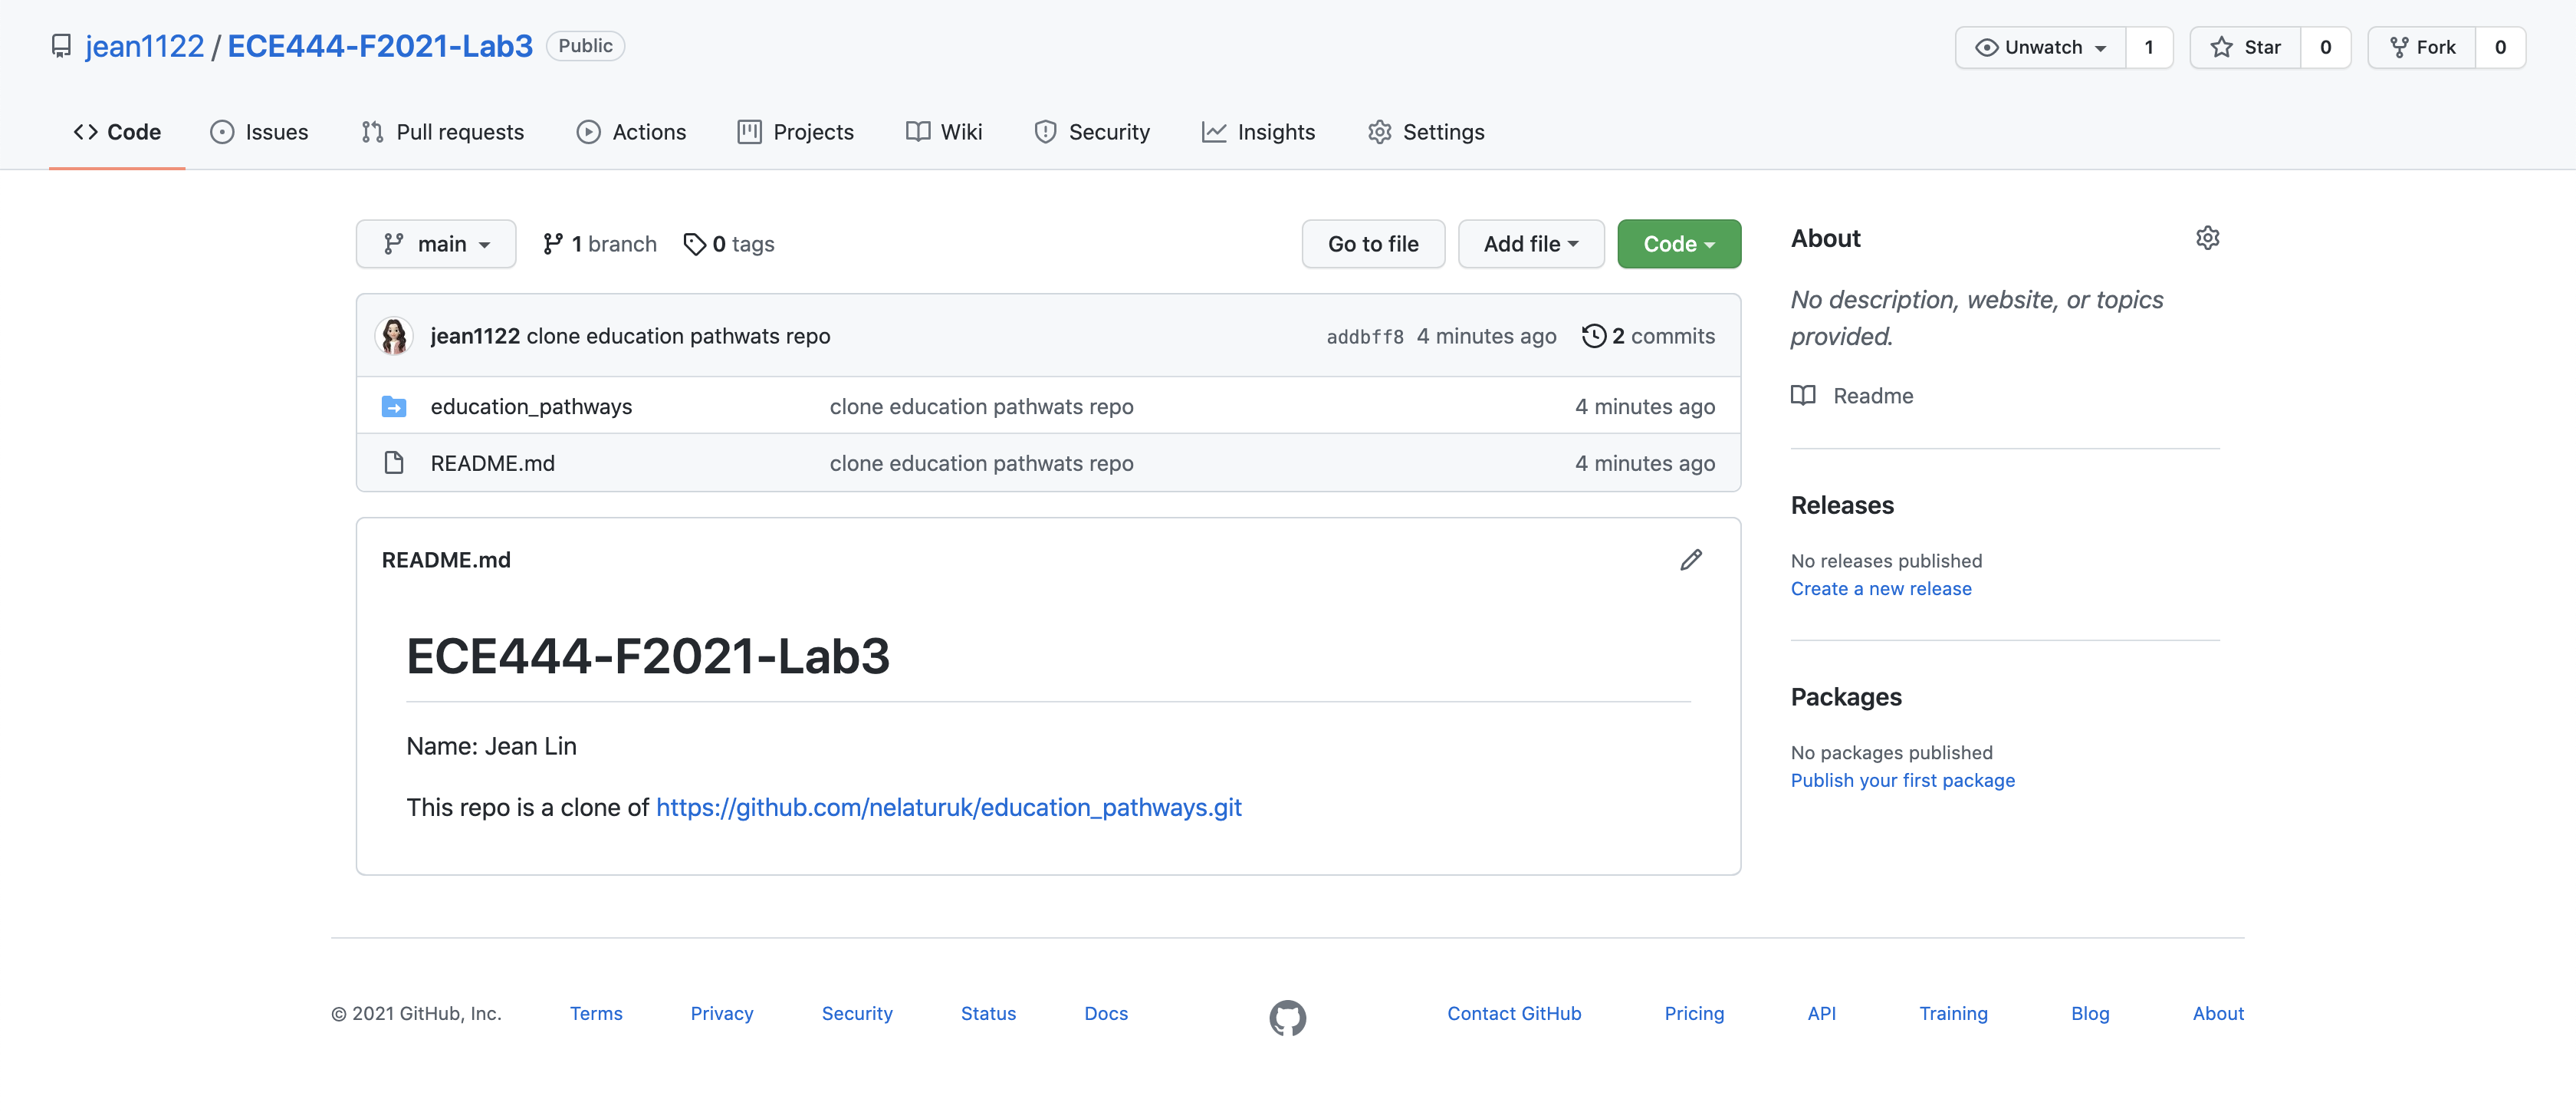 jean1122 / ECE444-F2021-Lab3 Public
Unwatch 1 Star 0 Fork 0
Code Issues Pull requests Actions Projects Wiki Security Insights Settings
main 1 branch 0 tags Go to file Add file Code
jean1122 clone education pathwats repo addbff8 4 minutes ago 2 commits
education_pathways clone education pathwats repo 4 minutes ago
README.md clone education pathwats repo 4 minutes ago
README.md
ECE444-F2021-Lab3
Name: Jean Lin
This repo is a clone of https://github.com/nelaturuk/education_pathways.git
About
No description, website, or topics
provided.
Readme
Releases
No releases published
Create a new release
Packages
No packages published
Publish your first package
© 2021 GitHub, Inc. Terms Privacy Security Status Docs Contact GitHub Pricing API Training Blog About